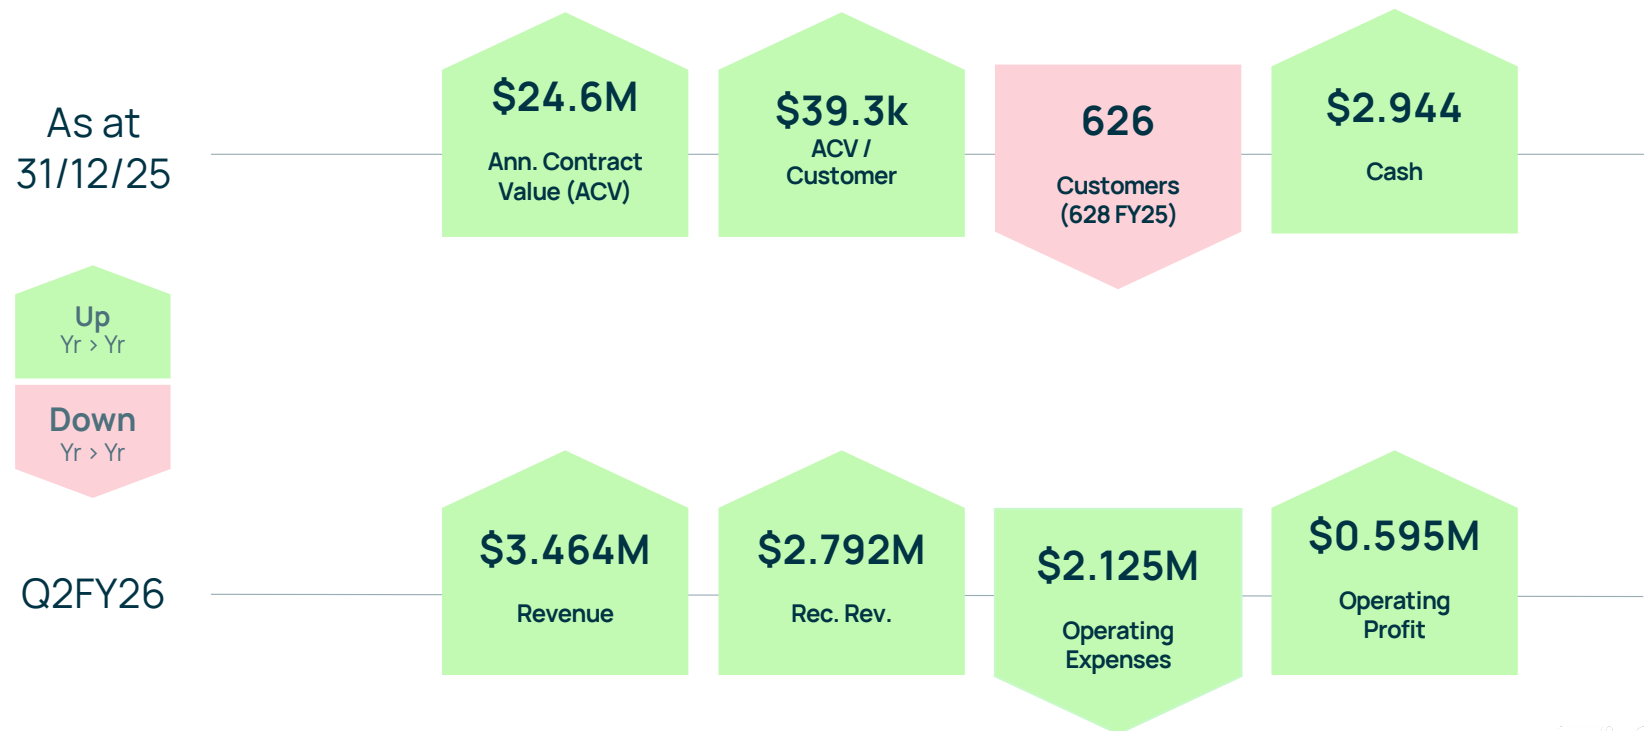 As at
31/12/25
$24.6M
Ann. Contract
Value (ACV)
$39.3k
ACV /
Customer
626
Customers
(628 FY25)
$2.944
Cash
Up
Yr > Yr
Down
Yr > Yr
Q2FY26
$3.464M
Revenue
$2.792M
Rec. Rev.
$2.125M
Operating
Expenses
$0.595M
Operating
Profit